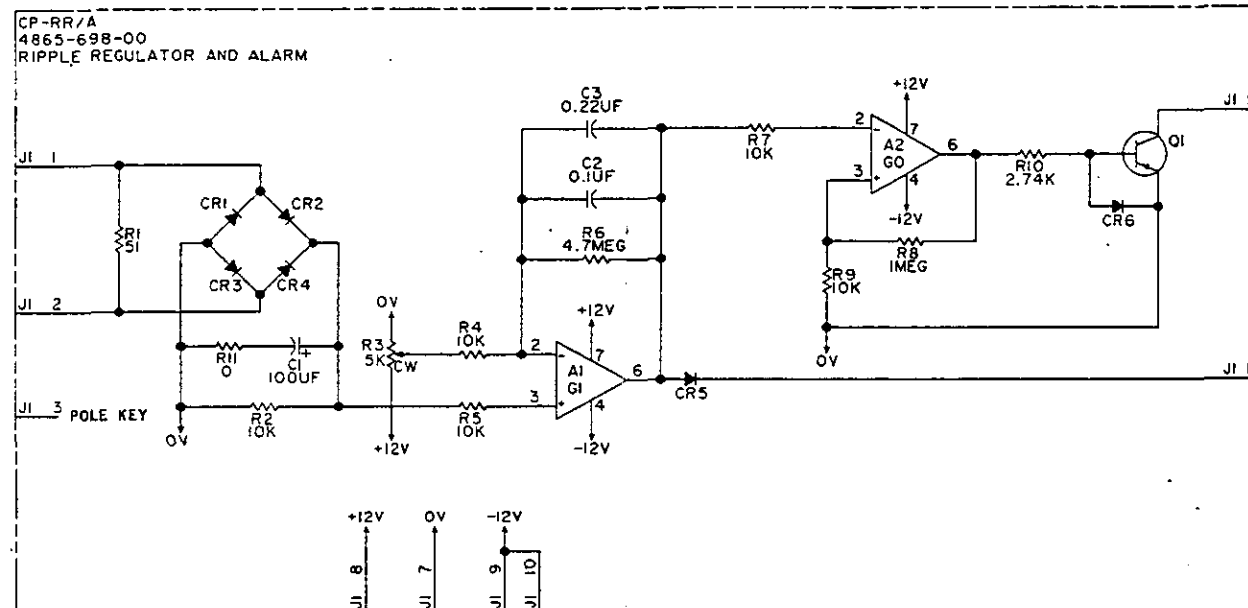 CP-RR/A
4865-698-00
RIPPLE REGULATOR AND ALARM
J1 1
R1
51
CR1
CR2
CR3
CR4
J1 2
R11
0
C1
100UF
+
J1 3 POLE KEY
0V
R2
10K
0V
R3
5K
CW
+12V
R4
10K
R5
10K
C3
0.22UF
C2
0.1UF
R6
4.7MEG
+12V
2
-
7
A1
G1
6
3
+
4
-12V
CR5
R7
10K
+12V
2
-
7
A2
G0
6
3
+
4
-12V
R8
1MEG
R9
10K
0V
R10
2.74K
CR6
Q1
J1
J1
+12V
0V
-12V
J1 8
J1 7
J1 9
J1 10